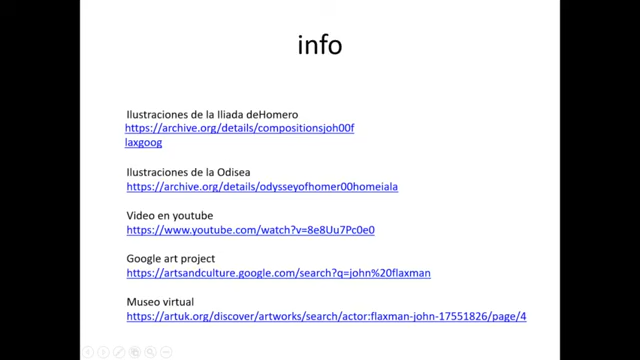 info
Ilustraciones de la Iliada deHomero
https://archive.org/details/compositionsjoh00f
laxgoog
Ilustraciones de la Odisea
https://archive.org/details/odysseyofhomer00homeiala
Video en youtube
https://www.youtube.com/watch?v=8e8Uu7Pc0e0
Google art project
https://artsandculture.google.com/search?q=john%20flaxman
Museo virtual
https://artuk.org/discover/artworks/search/actor:flaxman-john-17551826/page/4